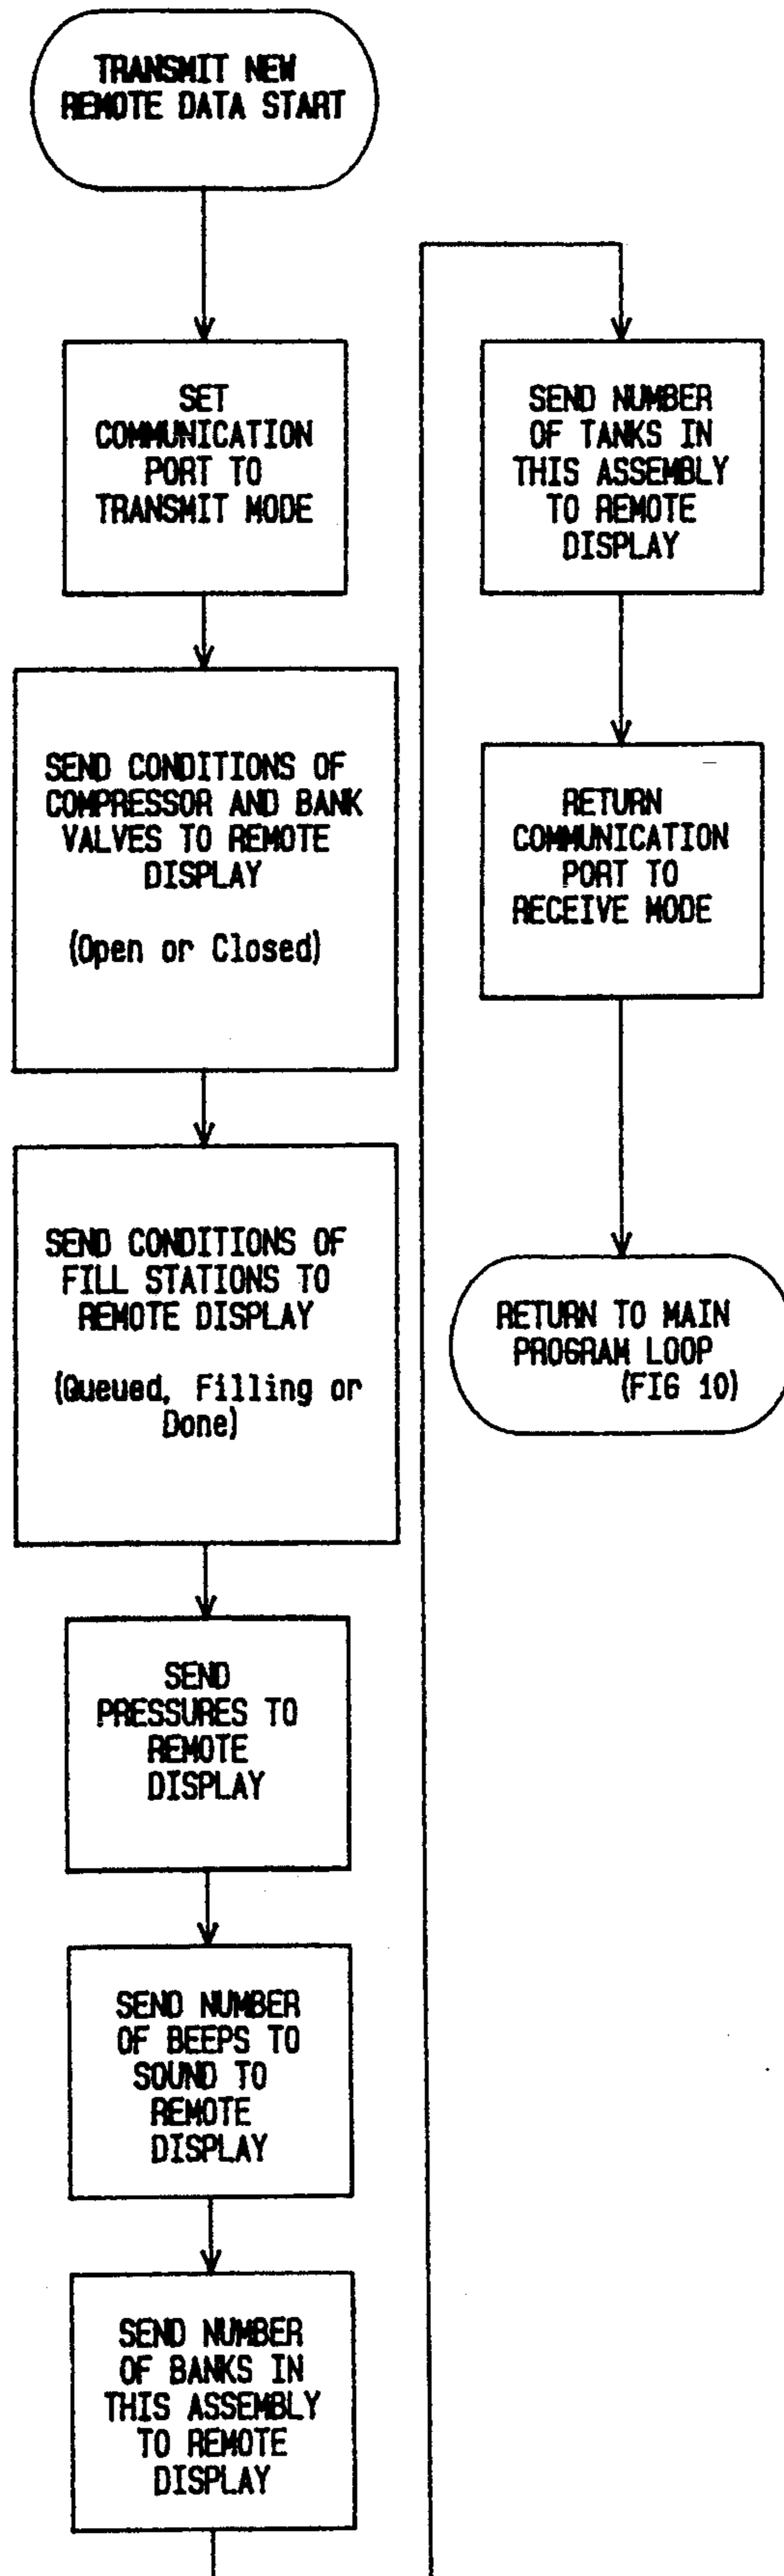 TRANSMIT NEW
REMOTE DATA START
SET
COMMUNICATION
PORT TO
TRANSMIT MODE
SEND CONDITIONS OF
COMPRESSOR AND BANK
VALVES TO REMOTE
DISPLAY
(Open or Closed)
SEND CONDITIONS OF
FILL STATIONS TO
REMOTE DISPLAY
(Queued, Filling or
Done)
SEND
PRESSURES TO
REMOTE
DISPLAY
SEND NUMBER
OF BEEPS TO
SOUND TO
REMOTE
DISPLAY
SEND NUMBER
OF BANKS IN
THIS ASSEMBLY
TO REMOTE
DISPLAY
SEND NUMBER
OF TANKS IN
THIS ASSEMBLY
TO REMOTE
DISPLAY
RETURN
COMMUNICATION
PORT TO
RECEIVE MODE
RETURN TO MAIN
PROGRAM LOOP
(FIG 10)